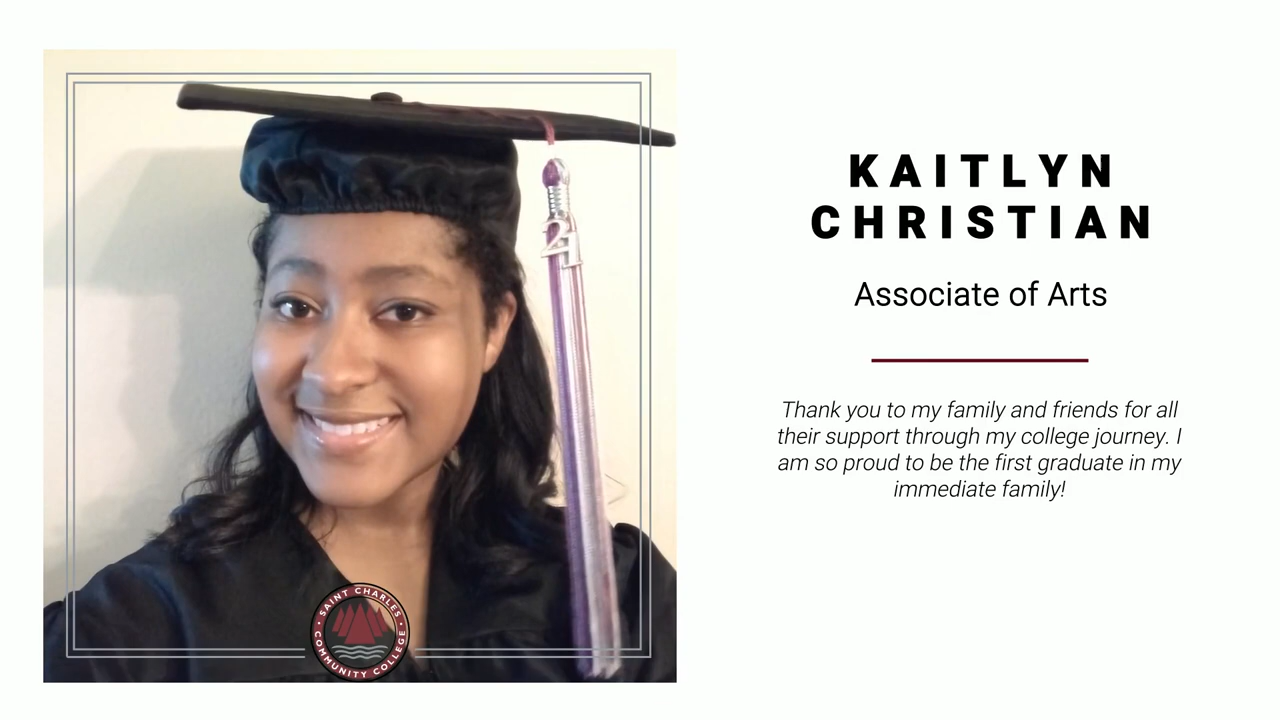 21
SAINT CHARLES
COMMUNITY COLLEGE
KAITLYN
CHRISTIAN
Associate of Arts
Thank you to my family and friends for all
their support through my college journey. I
am so proud to be the first graduate in my
immediate family!